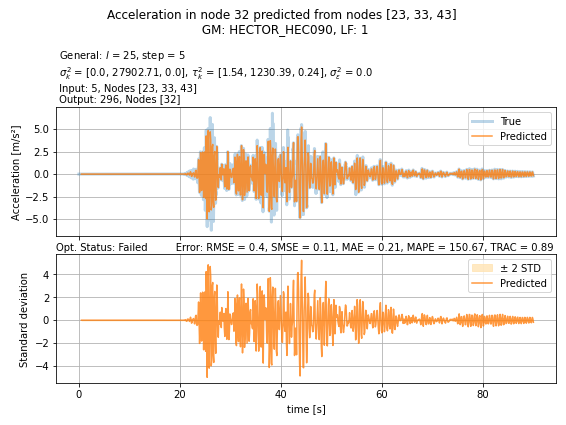 Acceleration in node 32 predicted from nodes [23, 33, 43]
GM: HECTOR_HEC090, LF: 1
General: l = 25, step = 5
σ²ₖ = [0.0, 27902.71, 0.0], τ²ₖ = [1.54, 1230.39, 0.24], σ²ε = 0.0
Input: 5, Nodes [23, 33, 43]
Output: 296, Nodes [32]
Acceleration [m/s²]
5.0
2.5
0.0
−2.5
−5.0
True
Predicted
Opt. Status: Failed
Error: RMSE = 0.4, SMSE = 0.11, MAE = 0.21, MAPE = 150.67, TRAC = 0.89
Standard deviation
4
2
0
−2
−4
± 2 STD
Predicted
0 20 40 60 80
time [s]